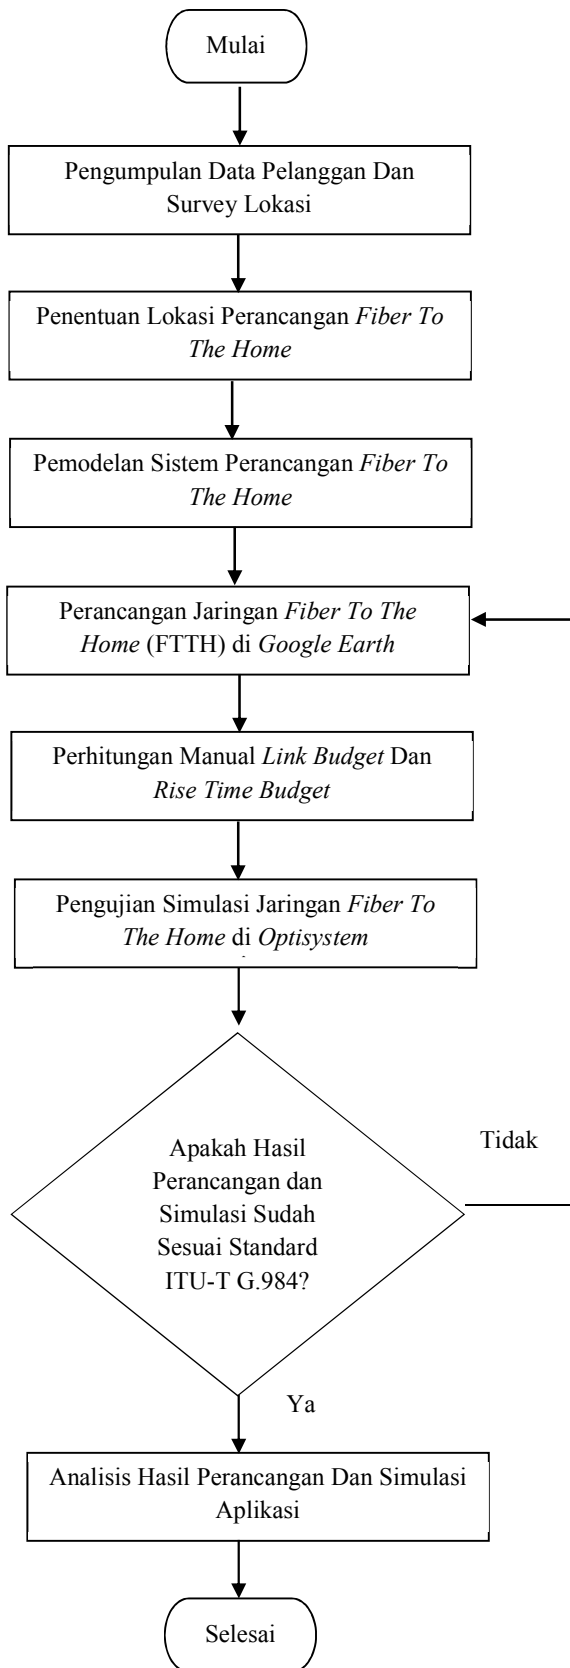 Mulai
Pengumpulan Data Pelanggan Dan
Survey Lokasi
Penentuan Lokasi Perancangan Fiber To
The Home
Pemodelan Sistem Perancangan Fiber To
The Home
Perancangan Jaringan Fiber To The
Home (FTTH) di Google Earth
Perhitungan Manual Link Budget Dan
Rise Time Budget
Pengujian Simulasi Jaringan Fiber To
The Home di Optisystem
Apakah Hasil
Perancangan dan
Simulasi Sudah
Sesuai Standard
ITU-T G.984?
Tidak
Ya
Analisis Hasil Perancangan Dan Simulasi
Aplikasi
Selesai